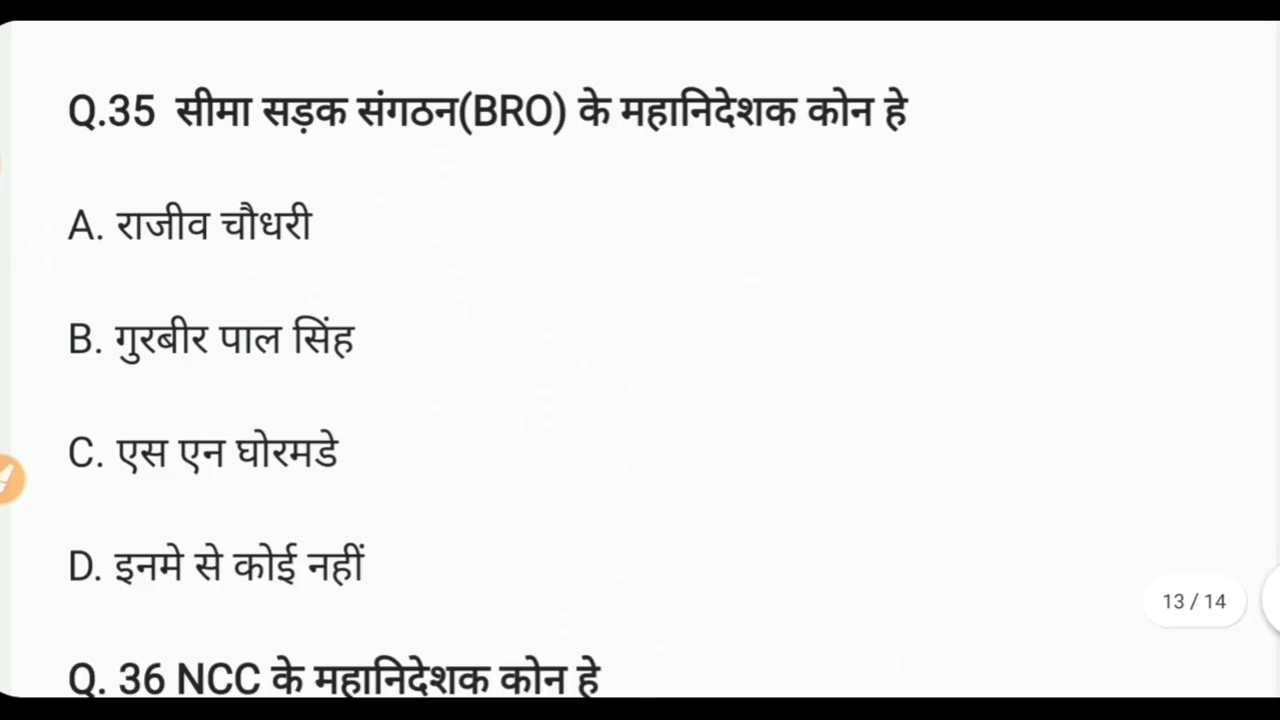 Q.35 सीमा सड़क संगठन(BRO) के महानिदेशक कोन हे
A. राजीव चौधरी
B. गुरबीर पाल सिंह
C. एस एन घोरमडे
D. इनमे से कोई नहीं
13 / 14
Q. 36 NCC के महानिदेशक कोन हे